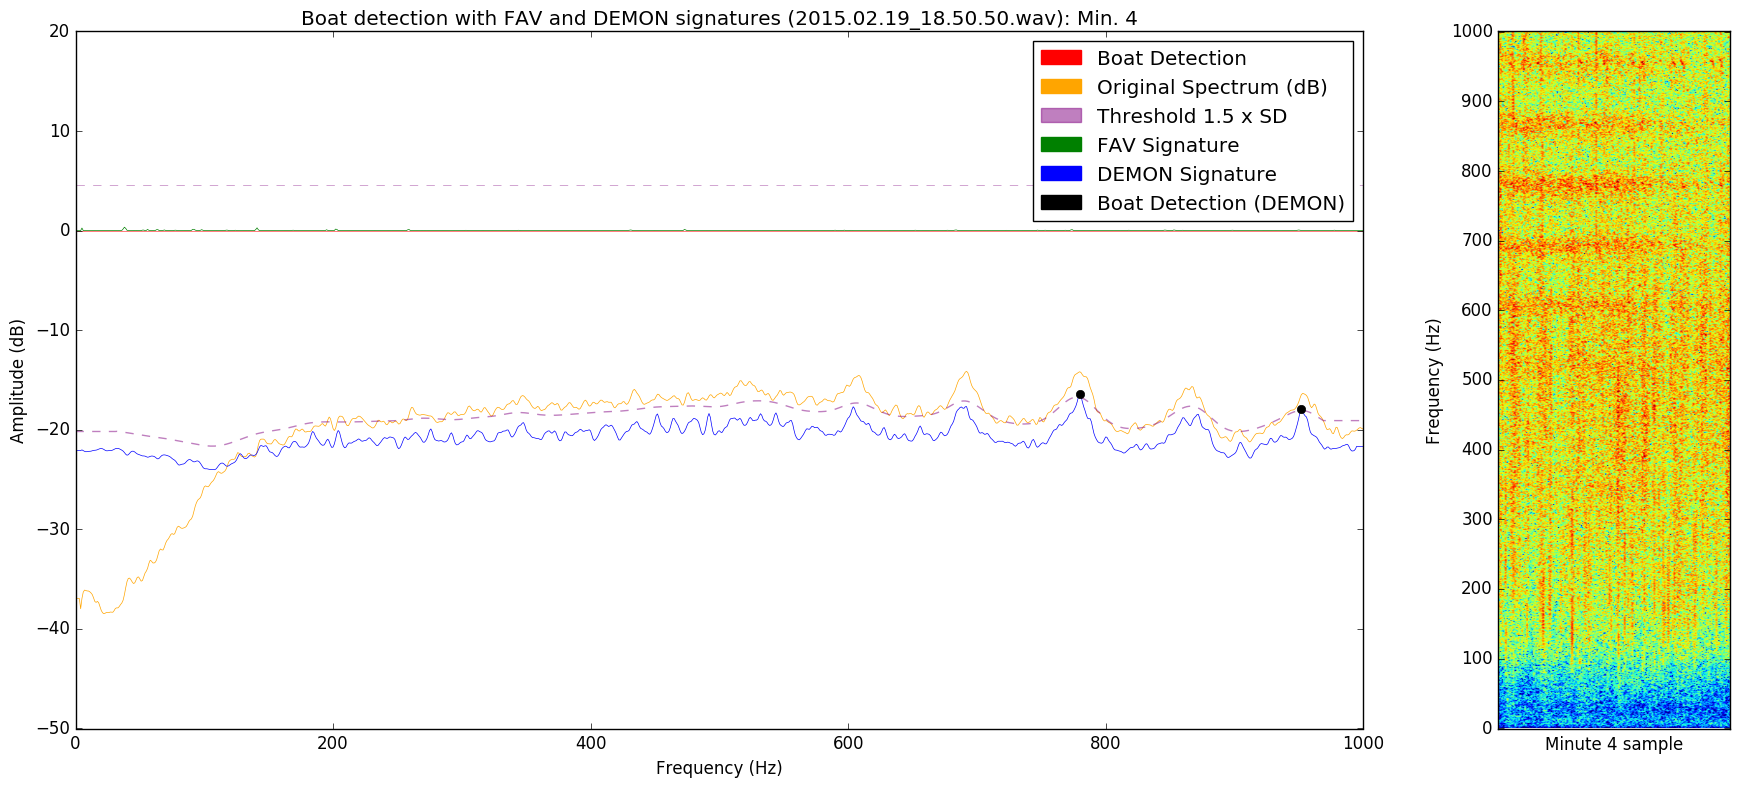 Boat detection with FAV and DEMON signatures (2015.02.19_18.50.50.wav): Min. 4
20
10
0
−10
−20
−30
−40
−50
Amplitude (dB)
0 200 400 600 800 1000
Frequency (Hz)
Boat Detection
Original Spectrum (dB)
Threshold 1.5 x SD
FAV Signature
DEMON Signature
Boat Detection (DEMON)
1000
900
800
700
600
500
400
300
200
100
0
Frequency (Hz)
Minute 4 sample